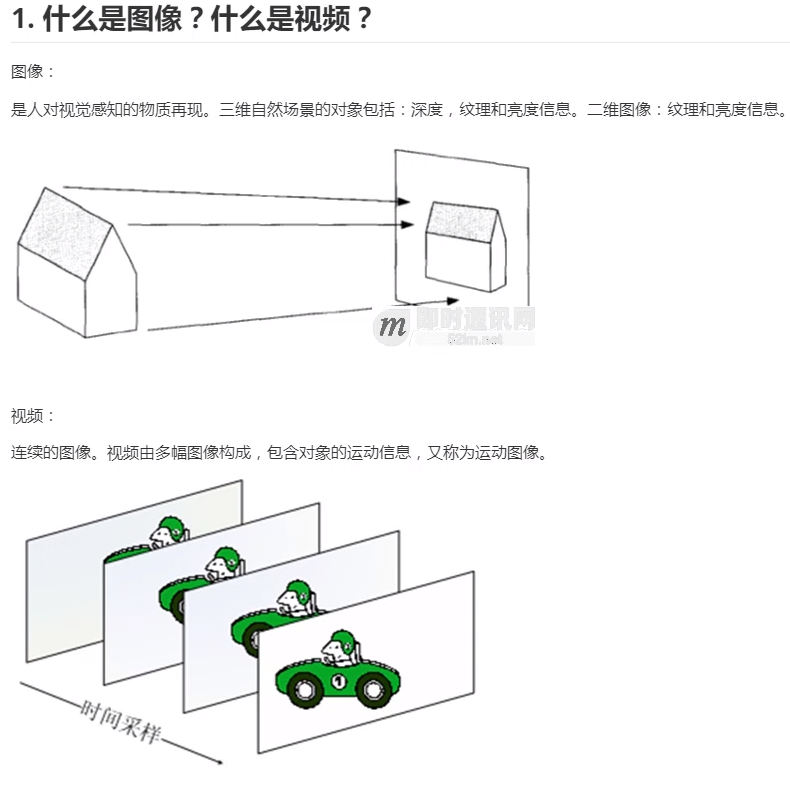 1. 什么是图像？什么是视频？
图像：
是人对视觉感知的物质再现。三维自然场景的对象包括：深度，纹理和亮度信息。二维图像：纹理和亮度信息。
m 即时通讯网
52im.net
视频：
连续的图像。视频由多幅图像构成，包含对象的运动信息，又称为运动图像。
1
时间采样